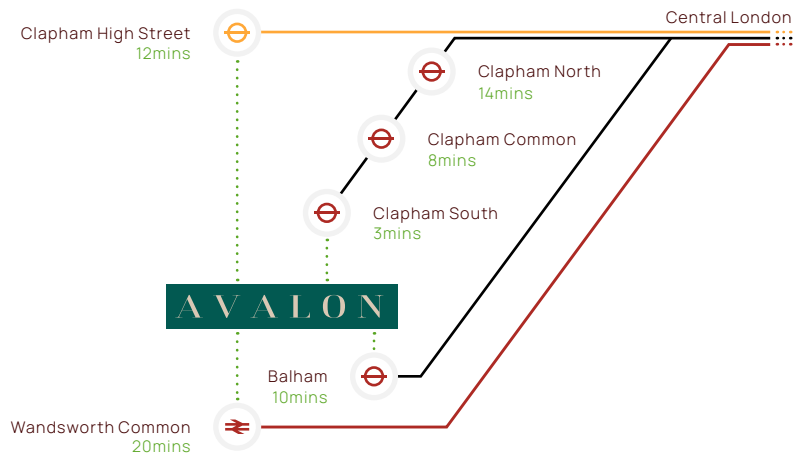 Central London
Clapham High Street
12mins
Clapham North
14mins
Clapham Common
8mins
Clapham South
3mins
AVALON
Balham
10mins
Wandsworth Common
20mins